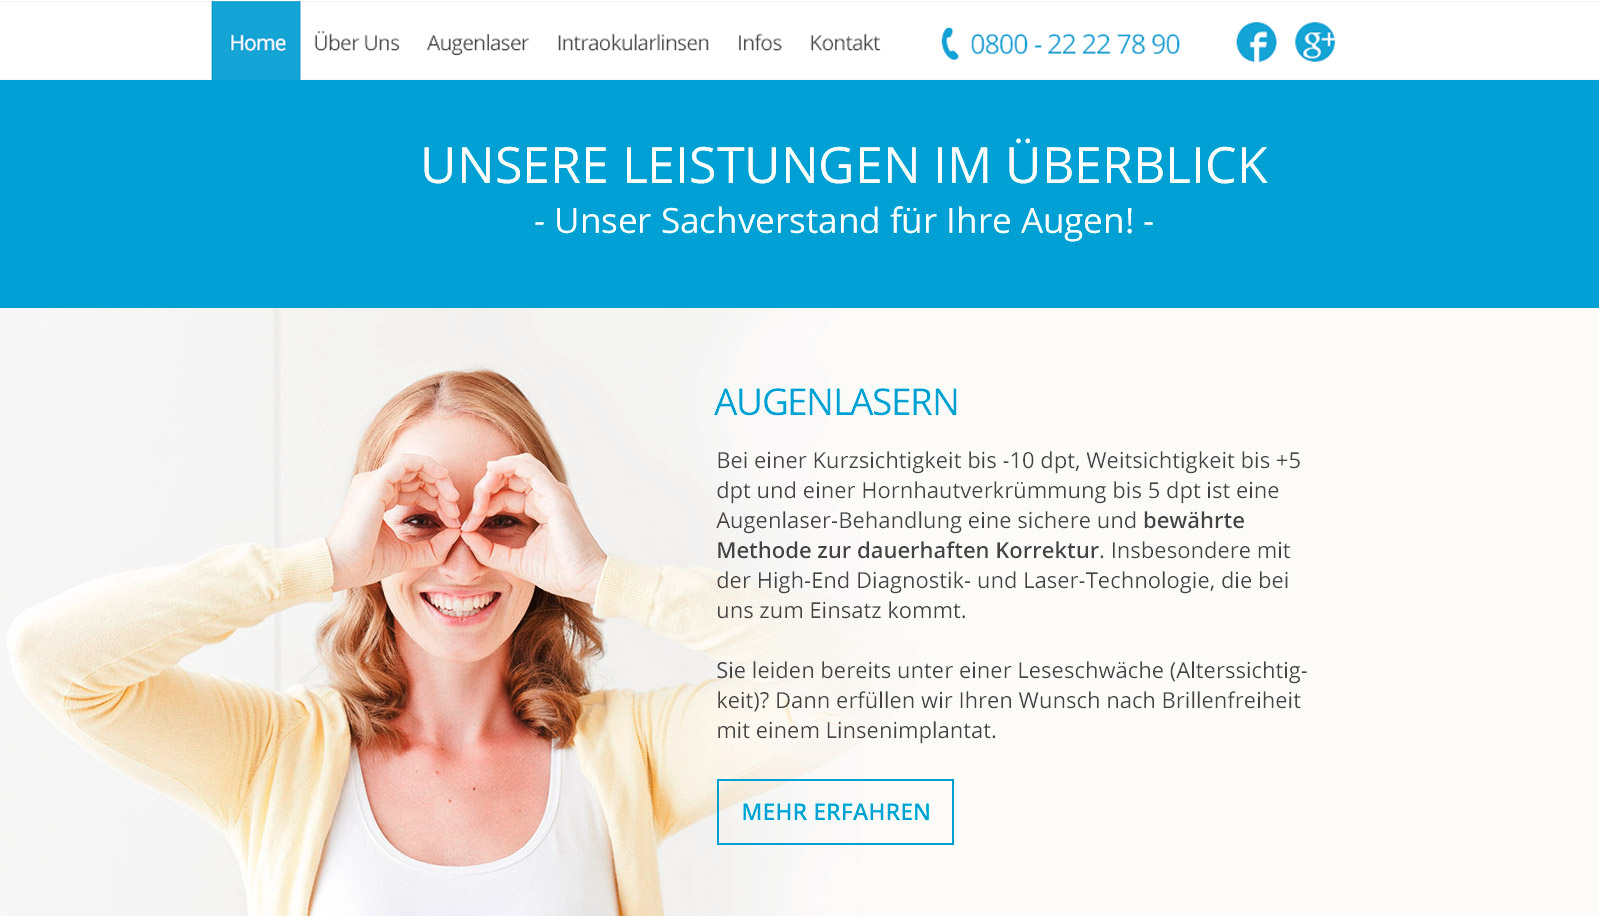 Home Über Uns Augenlaser Intraokularlinsen Infos Kontakt 0800 - 22 22 78 90 f g+
UNSERE LEISTUNGEN IM ÜBERBLICK
- Unser Sachverstand für Ihre Augen! -
AUGENLASERN
Bei einer Kurzsichtigkeit bis -10 dpt, Weitsichtigkeit bis +5
dpt und einer Hornhautverkrümmung bis 5 dpt ist eine
Augenlaser-Behandlung eine sichere und bewährte
Methode zur dauerhaften Korrektur. Insbesondere mit
der High-End Diagnostik- und Laser-Technologie, die bei
uns zum Einsatz kommt.
Sie leiden bereits unter einer Leseschwäche (Alterssichtig-
keit)? Dann erfüllen wir Ihren Wunsch nach Brillenfreiheit
mit einem Linsenimplantat.
MEHR ERFAHREN